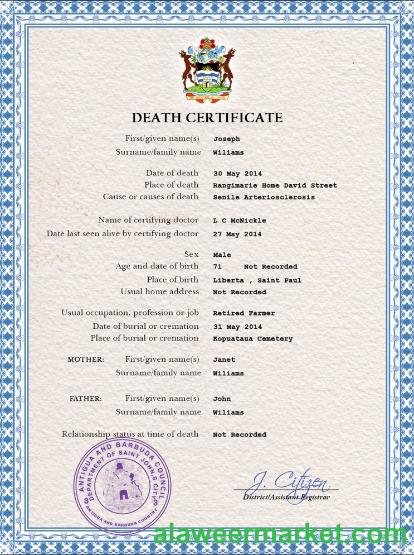 DEATH CERTIFICATE
First/given name(s) Joseph
Surname/family name Wiliams
Date of death 30 May 2014
Place of death Rangimarie Home David Street
Cause or causes of death Senile Arteriosclerosis
Name of certifying doctor L C McNickle
Date last seen alive by certifying doctor 27 May 2014
Sex Male
Age and date of birth 71 Not Recorded
Place of birth Liberta , Saint Paul
Usual home address Not Recorded
Usual occupation, profession or job Retired Farmer
Date of burial or cremation 31 May 2014
Place of burial or cremation Kopuataua Cemetery
MOTHER: First/given name(s) Janet
Surname/family name Wiliams
FATHER: First/given name(s) John
Surname/family name Wiliams
Relationship status at time of death Not Recorded
ANTIGUA AND BARBUDA COUNCIL
DEPARTMENT OF SAINT JOHN,S CITY
J. Citizen
District/Assistant Registrar
alaweermarket.com